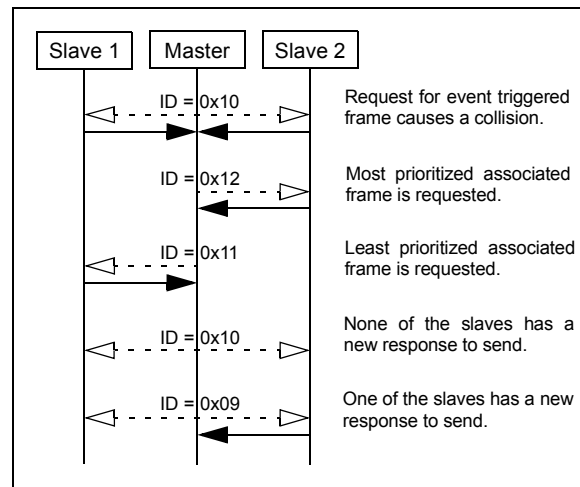 Slave 1 Master Slave 2
ID = 0x10
Request for event triggered
frame causes a collision.
ID = 0x12
Most prioritized associated
frame is requested.
ID = 0x11
Least prioritized associated
frame is requested.
ID = 0x10
None of the slaves has a
new response to send.
ID = 0x09
One of the slaves has a new
response to send.